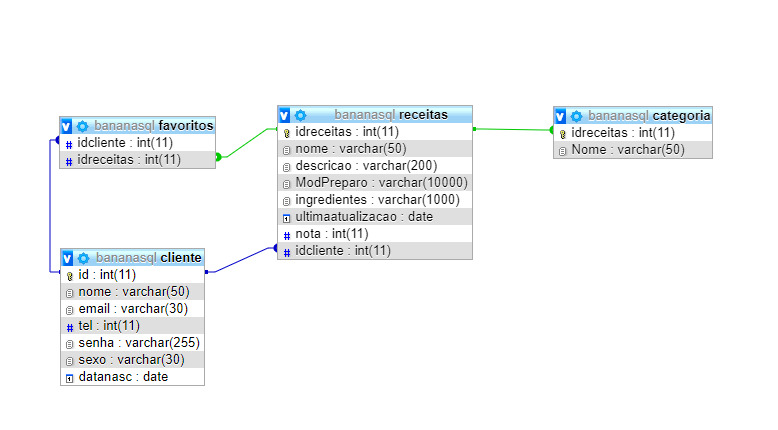 bananasql favoritos
idcliente : int(11)
idreceitas : int(11)
bananasql receitas
idreceitas : int(11)
nome : varchar(50)
descricao : varchar(200)
ModPreparo : varchar(10000)
ingredientes : varchar(1000)
ultimaatualizacao : date
nota : int(11)
idcliente : int(11)
bananasql categoria
idreceitas : int(11)
Nome : varchar(50)
bananasql cliente
id : int(11)
nome : varchar(50)
email : varchar(30)
tel : int(11)
senha : varchar(255)
sexo : varchar(30)
datanasc : date